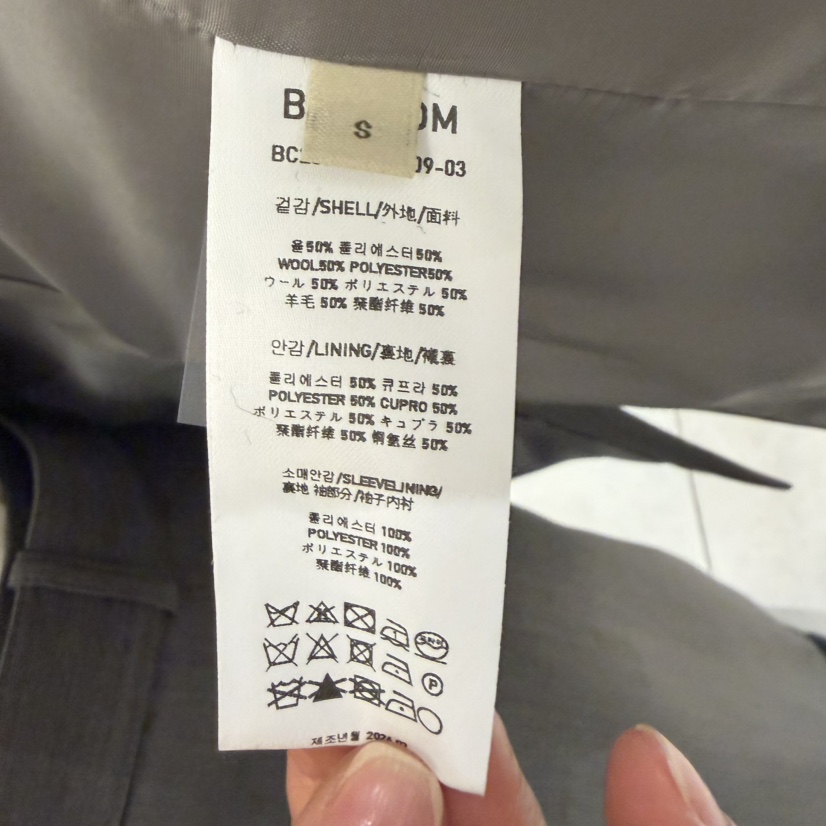 S
09-03
겉감/SHELL/外地/面料
울50% 폴리에스터50%
WOOL50% POLYESTER50%
ウール 50% ポリエステル 50%
羊毛 50% 聚酯纤维 50%
안감/LINING/裏地/襯裏
폴리에스터 50% 큐프라 50%
POLYESTER 50% CUPRO 50%
ポリエステル 50% キュプラ 50%
聚酯纤维 50% 铜氨丝 50%
소매안감/SLEEVELINING/
裏地 袖部分/袖子内衬
폴리에스터 100%
POLYESTER 100%
ポリエステル 100%
聚酯纤维 100%
P
제조년월